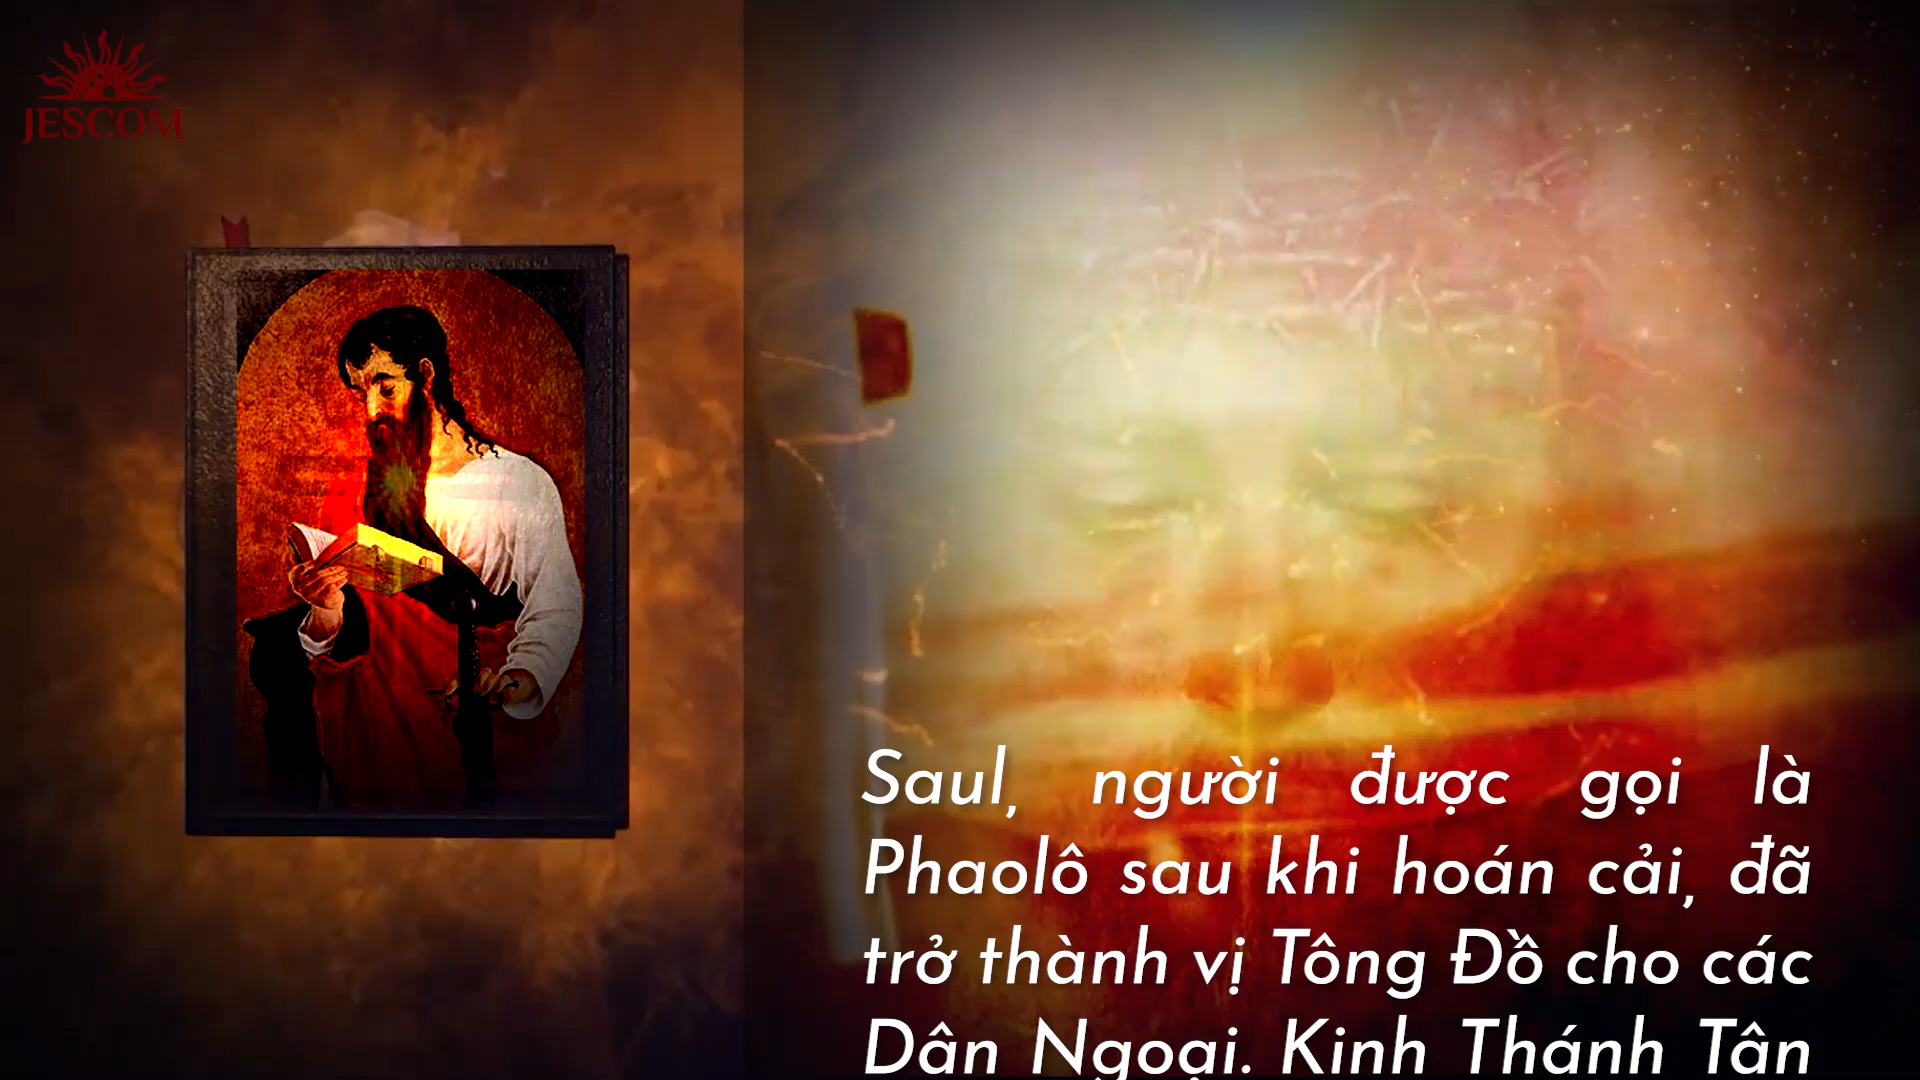 JESCOM
Saul, người được gọi là
Phaolô sau khi hoán cải, đã
trở thành vị Tông Đồ cho các
Dân Ngoại. Kinh Thánh Tân